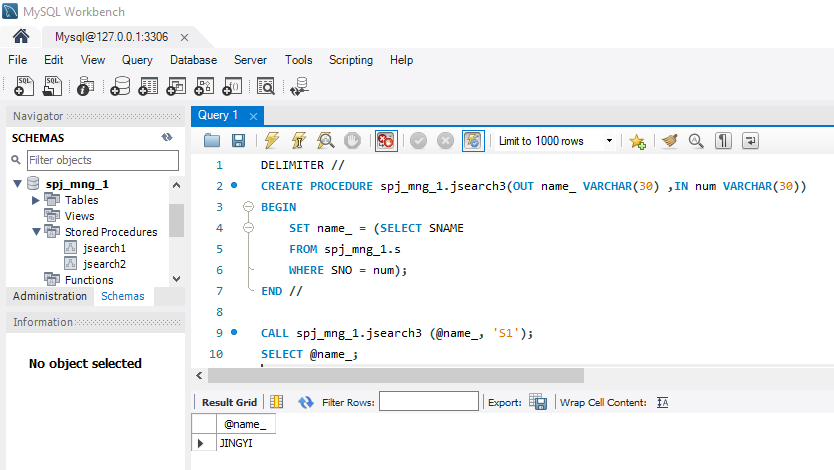 MySQL Workbench
Mysql@127.0.0.1:3306 ×
File Edit View Query Database Server Tools Scripting Help
Navigator
SCHEMAS
Filter objects
spj_mng_1
Tables
Views
Stored Procedures
jsearch1
jsearch2
Functions
Administration Schemas
Information
No object selected
Query 1 ×
Limit to 1000 rows
1 DELIMITER //
2 CREATE PROCEDURE spj_mng_1.jsearch3(OUT name_ VARCHAR(30) ,IN num VARCHAR(30))
3 BEGIN
4 SET name_ = (SELECT SNAME
5 FROM spj_mng_1.s
6 WHERE SNO = num);
7 END //
8
9 CALL spj_mng_1.jsearch3 (@name_, 'S1');
10 SELECT @name_;
Result Grid Filter Rows: Export: Wrap Cell Content:
@name_
JINGYI